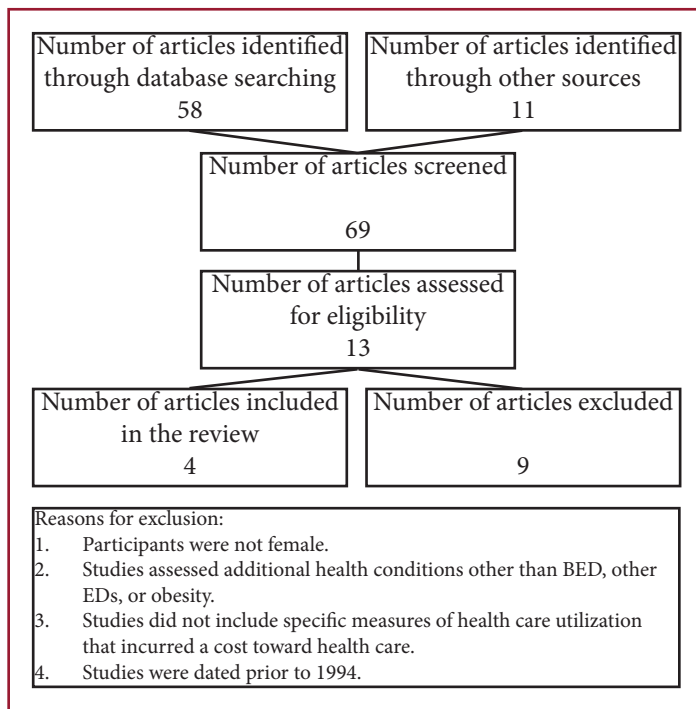 Number of articles identified
through database searching
58
Number of articles identified
through other sources
11
Number of articles screened
69
Number of articles assessed
for eligibility
13
Number of articles included
in the review
4
Number of articles excluded
9
Reasons for exclusion:
1. Participants were not female.
2. Studies assessed additional health conditions other than BED, other
EDs, or obesity.
3. Studies did not include specific measures of health care utilization
that incurred a cost toward health care.
4. Studies were dated prior to 1994.